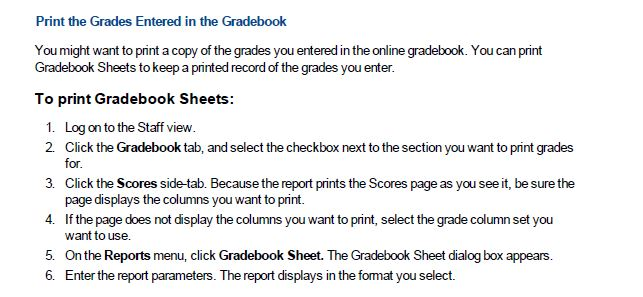 Print the Grades Entered in the Gradebook
You might want to print a copy of the grades you entered in the online gradebook. You can print
Gradebook Sheets to keep a printed record of the grades you enter.
To print Gradebook Sheets:
1. Log on to the Staff view.
2. Click the Gradebook tab, and select the checkbox next to the section you want to print grades
for.
3. Click the Scores side-tab. Because the report prints the Scores page as you see it, be sure the
page displays the columns you want to print.
4. If the page does not display the columns you want to print, select the grade column set you
want to use.
5. On the Reports menu, click Gradebook Sheet. The Gradebook Sheet dialog box appears.
6. Enter the report parameters. The report displays in the format you select.